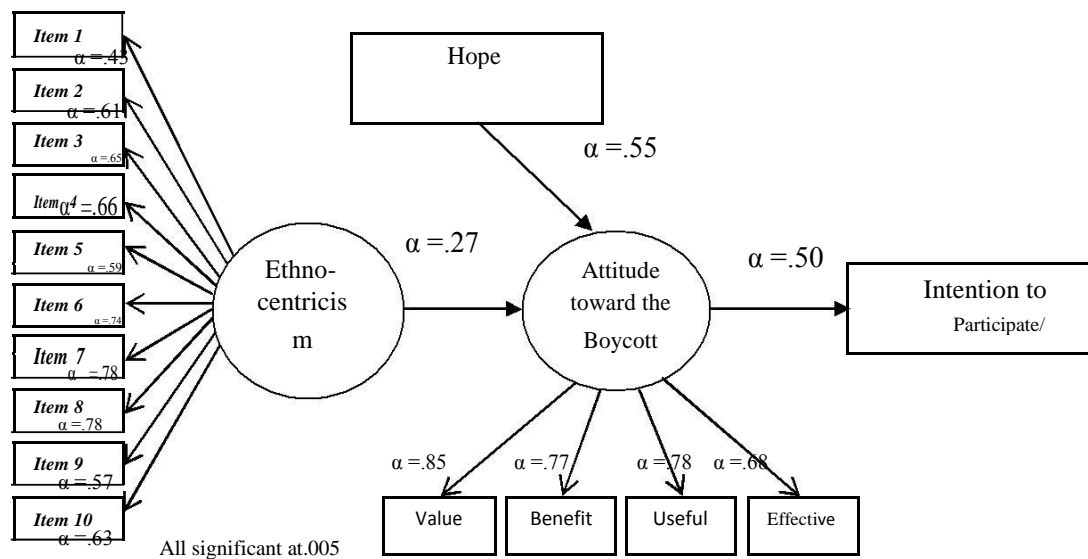 Item 1
α =.43
Item 2
α =.61
Item 3
α =.65
Item 4
α =.66
Item 5
α =.59
Item 6
α =.74
Item 7
α =.78
Item 8
α =.78
Item 9
α =.57
Item 10
α =.63
Hope
α =.55
Ethno-
centricis
m
α =.27
Attitude
toward the
Boycott
α =.50
Intention to
Participate/
α =.85
α =.77
α =.78
α =.68
Value
Benefit
Useful
Effective
All significant at.005